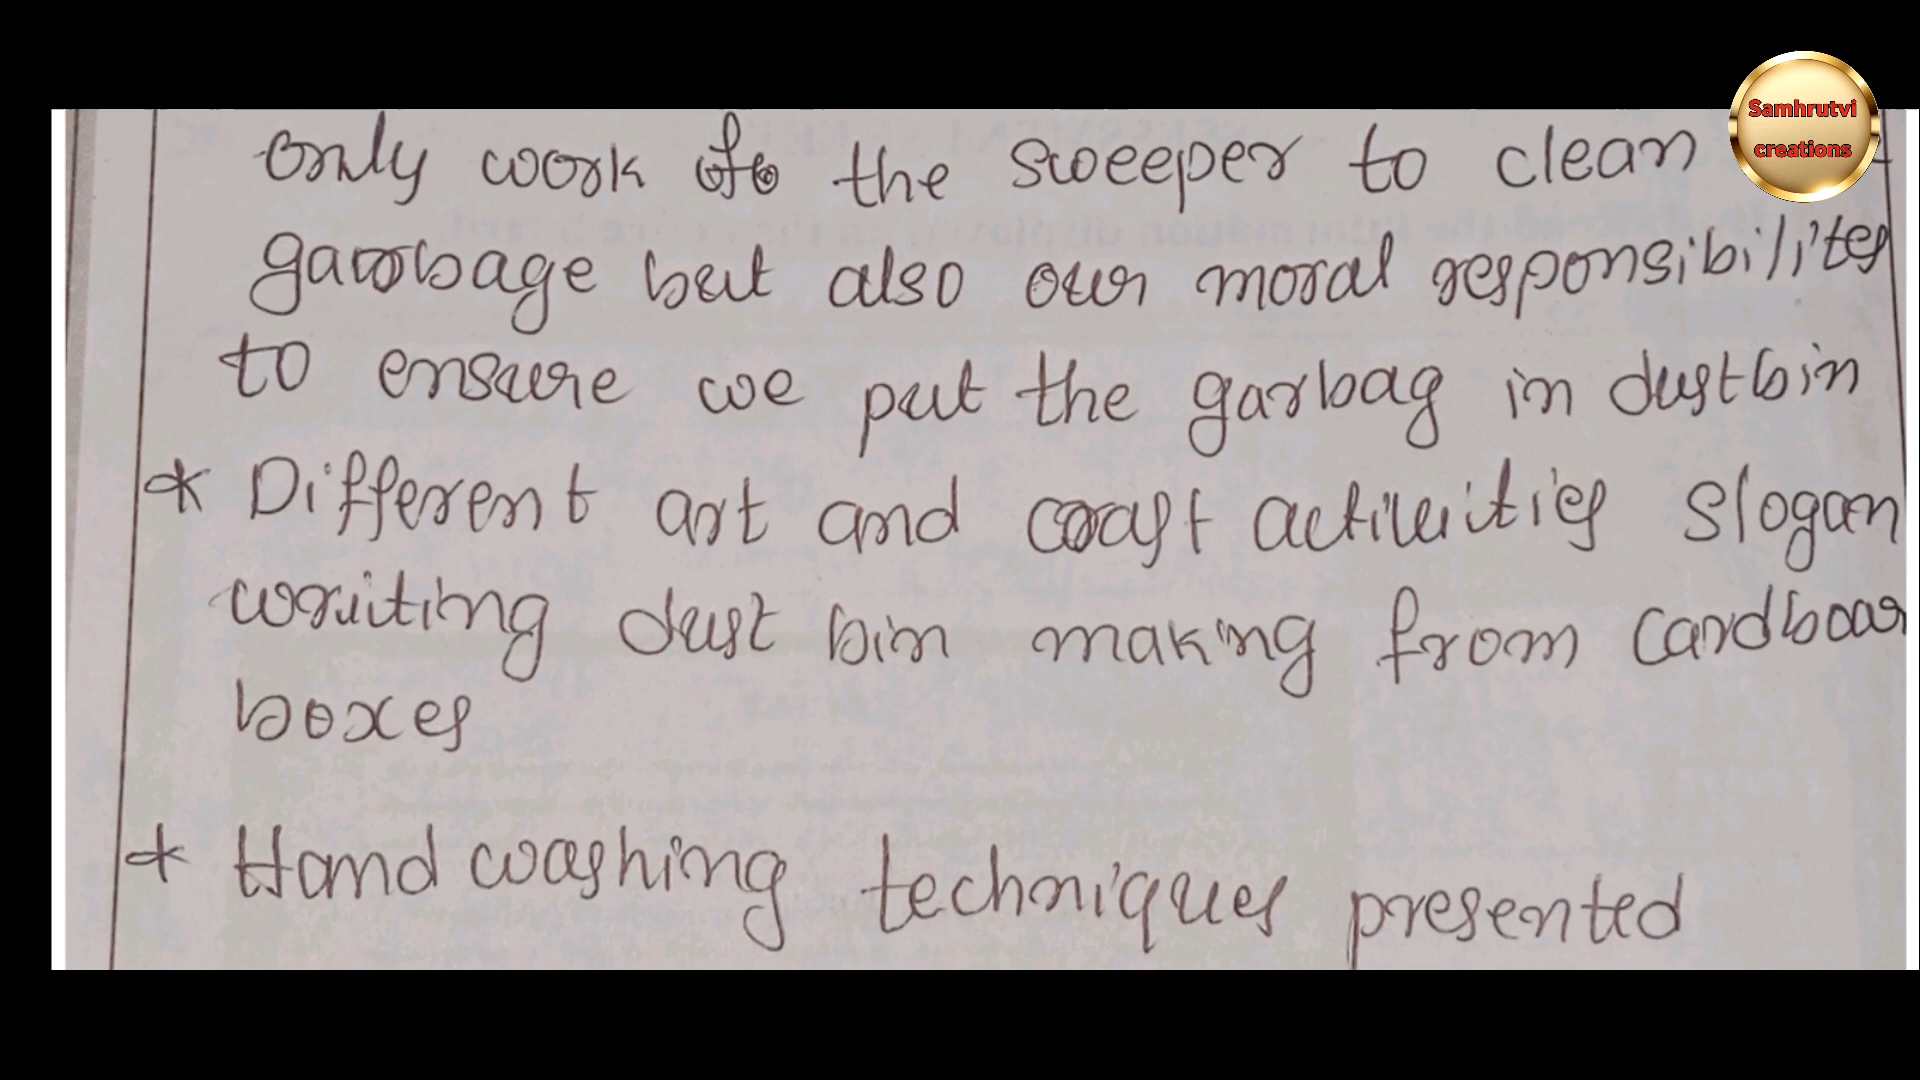 Samhrutvi
creations
only work of the sweeper to clean
garbage but also our moral responsibilites
to ensure we put the garbag in dustbin
* Different art and craft activities slogan
writing dust bin making from cardboar
boxes
* Hand washing techniques presented